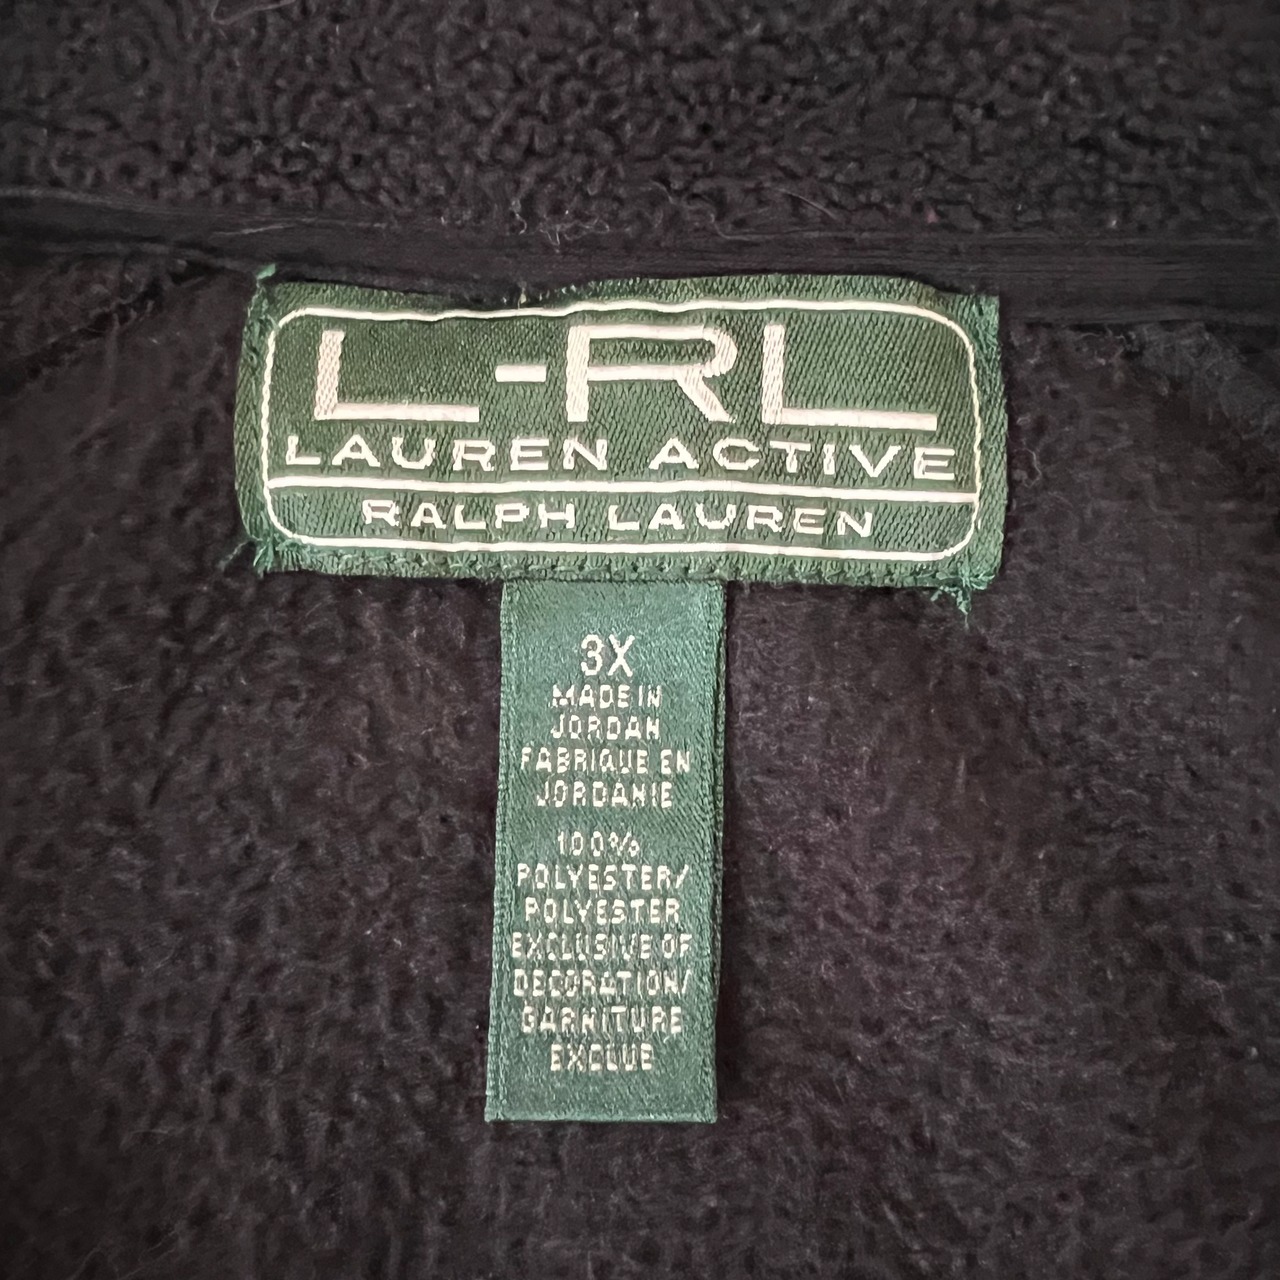 L-RL
LAUREN ACTIVE
RALPH LAUREN
3X
MADE IN
JORDAN
FABRIQUE EN
JORDANIE
100%
POLYESTER/
POLYESTER
EXCLUSIVE OF
DECORATION/
GARNITURE
EXCLUE